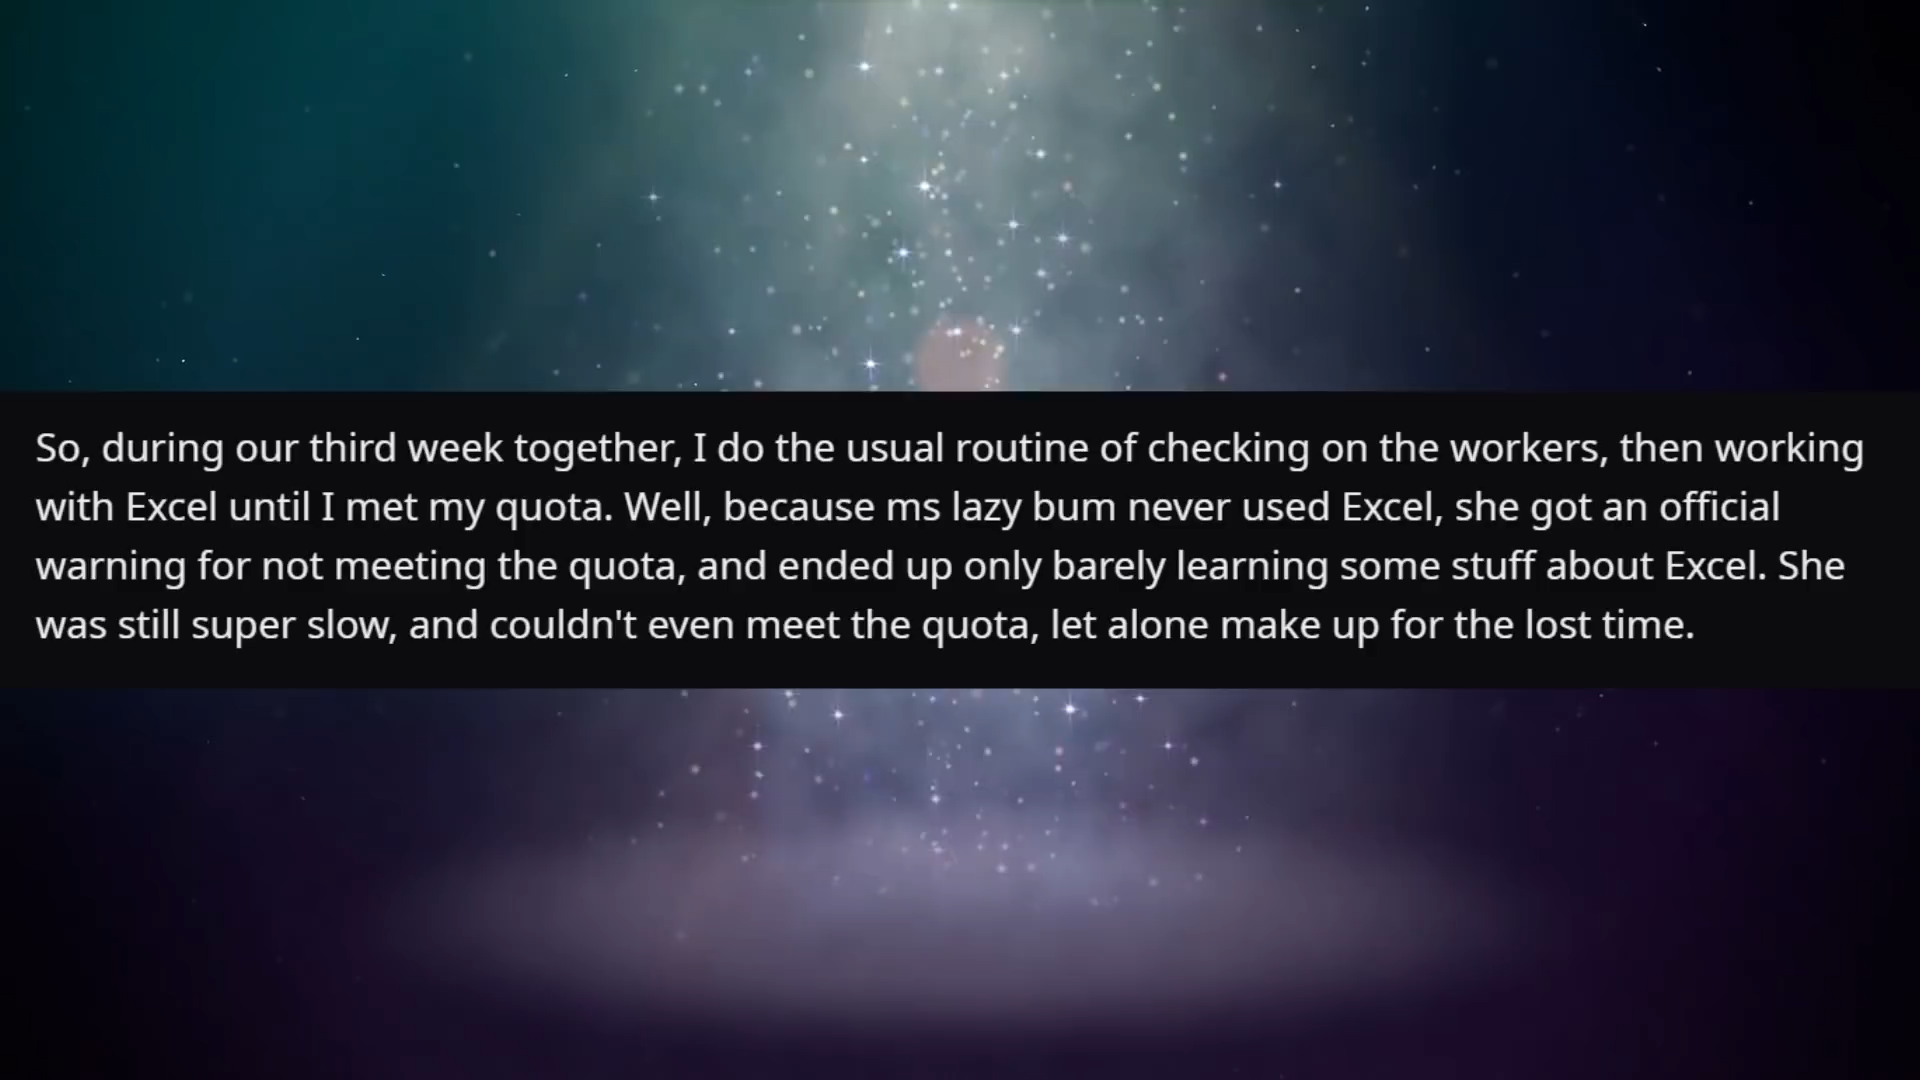 So, during our third week together, I do the usual routine of checking on the workers, then working
with Excel until I met my quota. Well, because ms lazy bum never used Excel, she got an official
warning for not meeting the quota, and ended up only barely learning some stuff about Excel. She
was still super slow, and couldn't even meet the quota, let alone make up for the lost time.